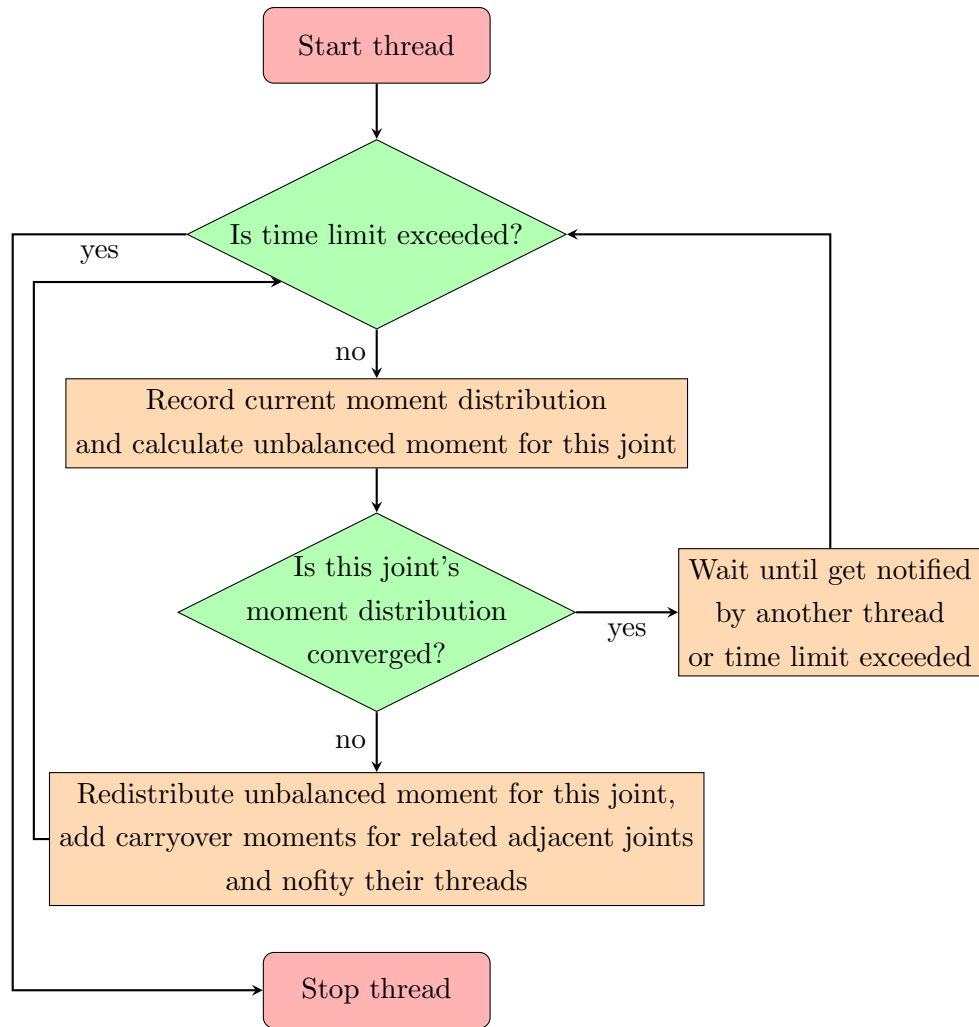 Start thread
Is time limit exceeded?
yes
no
Record current moment distribution
and calculate unbalanced moment for this joint
Is this joint's
moment distribution
converged?
yes
Wait until get notified
by another thread
or time limit exceeded
no
Redistribute unbalanced moment for this joint,
add carryover moments for related adjacent joints
and nofity their threads
Stop thread